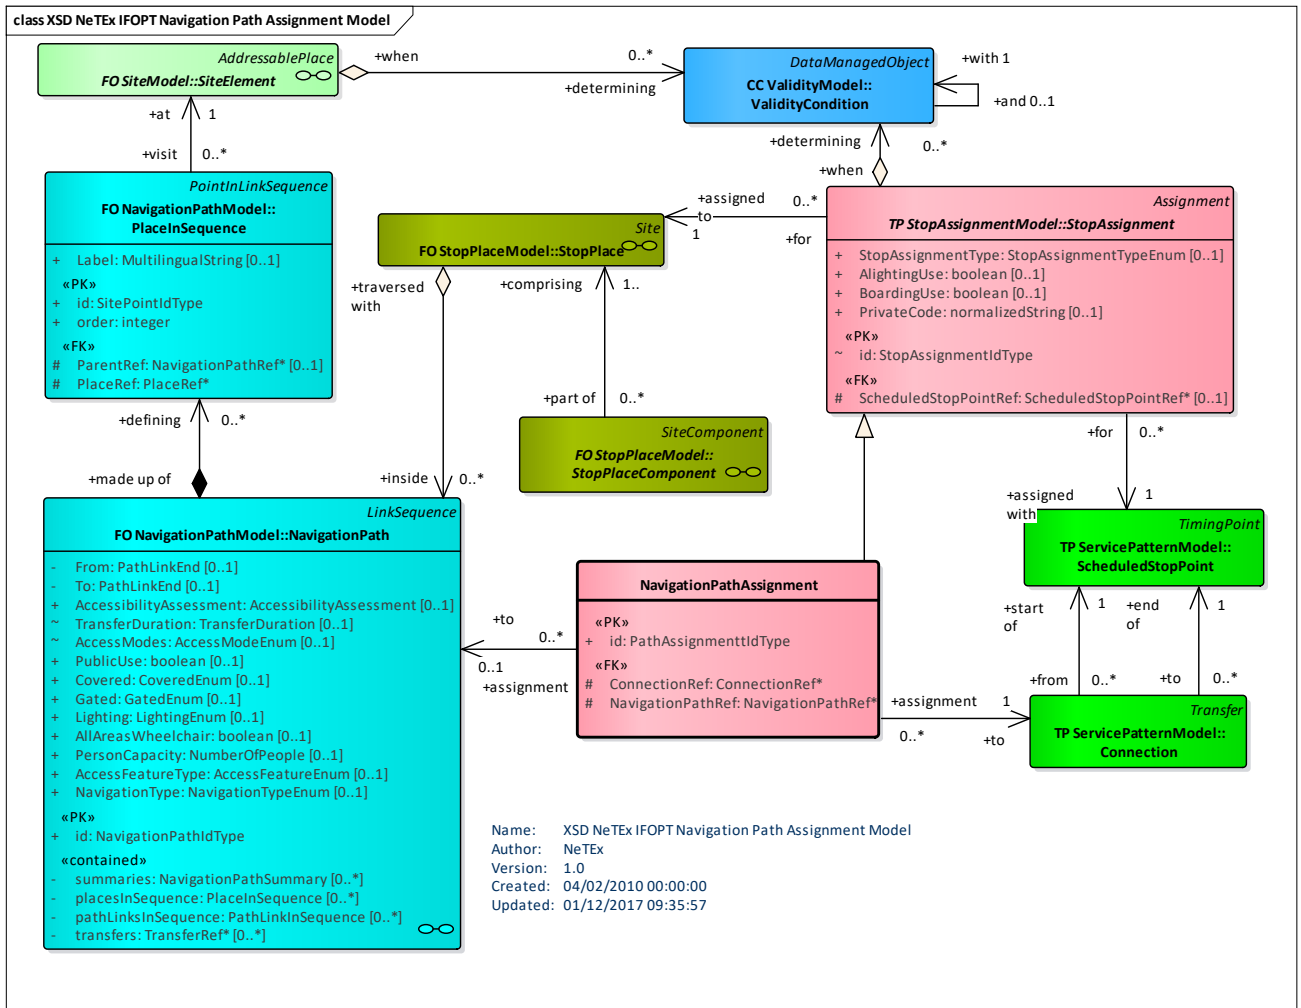 class XSD NeTEx IFOPT Navigation Path Assignment Model
AddressablePlace
FO SiteModel::SiteElement
+when
0..*
+determining
DataManagedObject
CC ValidityModel::
ValidityCondition
+with 1
+and 0..1
+at
1
+visit
0..*
+determining
0..*
+when
PointInLinkSequence
FO NavigationPathModel::
PlaceInSequence
+ Label: MultilingualString [0..1]
«PK»
+ id: SitePointIdType
+ order: integer
«FK»
# ParentRef: NavigationPathRef* [0..1]
# PlaceRef: PlaceRef*
Site
FO StopPlaceModel::StopPlace
+assigned
to
1
0..*
+for
Assignment
TP StopAssignmentModel::StopAssignment
+ StopAssignmentType: StopAssignmentTypeEnum [0..1]
+ AlightingUse: boolean [0..1]
+ BoardingUse: boolean [0..1]
+ PrivateCode: normalizedString [0..1]
«PK»
~ id: StopAssignmentIdType
«FK»
# ScheduledStopPointRef: ScheduledStopPointRef* [0..1]
+traversed
with
+comprising
1..
+part of
0..*
SiteComponent
FO StopPlaceModel::
StopPlaceComponent
+defining
0..*
+made up of
+inside
0..*
+for
0..*
+assigned
with
1
LinkSequence
FO NavigationPathModel::NavigationPath
- From: PathLinkEnd [0..1]
- To: PathLinkEnd [0..1]
+ AccessibilityAssessment: AccessibilityAssessment [0..1]
~ TransferDuration: TransferDuration [0..1]
~ AccessModes: AccessModeEnum [0..1]
+ PublicUse: boolean [0..1]
+ Covered: CoveredEnum [0..1]
+ Gated: GatedEnum [0..1]
+ Lighting: LightingEnum [0..1]
+ AllAreasWheelchair: boolean [0..1]
+ PersonCapacity: NumberOfPeople [0..1]
+ AccessFeatureType: AccessFeatureEnum [0..1]
+ NavigationType: NavigationTypeEnum [0..1]
«PK»
+ id: NavigationPathIdType
«contained»
- summaries: NavigationPathSummary [0..*]
- placesInSequence: PlaceInSequence [0..*]
- pathLinksInSequence: PathLinkInSequence [0..*]
- transfers: TransferRef* [0..*]
+to
0..*
0..1
+assignment
NavigationPathAssignment
«PK»
+ id: PathAssignmenttIdType
«FK»
# ConnectionRef: ConnectionRef*
# NavigationPathRef: NavigationPathRef*
TimingPoint
TP ServicePatternModel::
ScheduledStopPoint
+start
of
1
+end
of
1
+from
0..*
+to
0..*
+assignment
1
0..*
+to
Transfer
TP ServicePatternModel::
Connection
Name: XSD NeTEx IFOPT Navigation Path Assignment Model
Author: NeTEx
Version: 1.0
Created: 04/02/2010 00:00:00
Updated: 01/12/2017 09:35:57